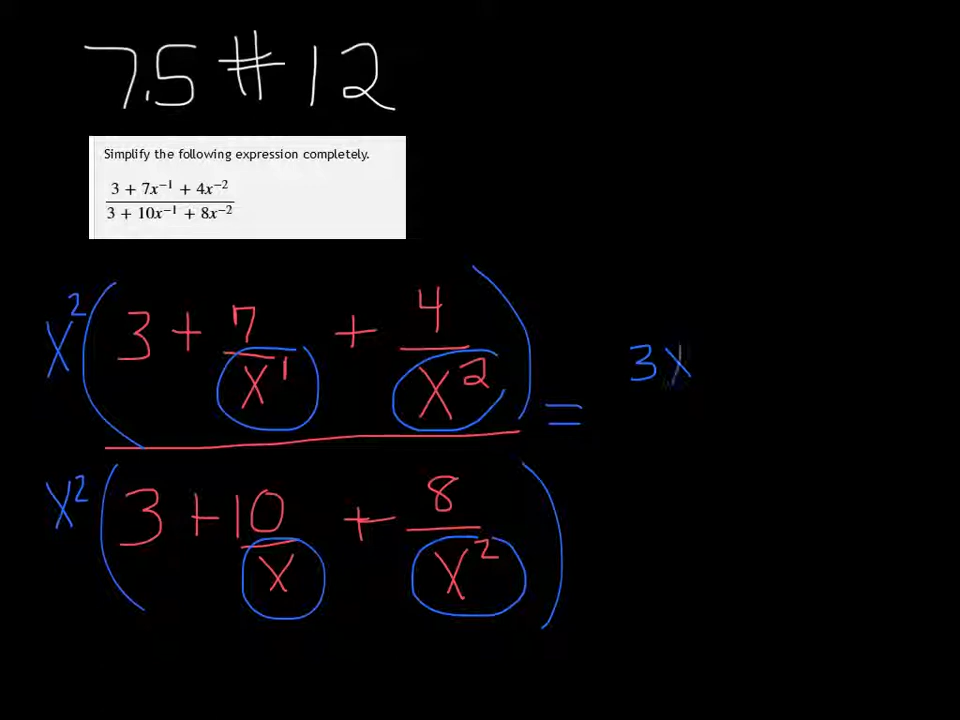 7.5 # 12
Simplify the following expression completely.
3 + 7x⁻¹ + 4x⁻²
3 + 10x⁻¹ + 8x⁻²
x² ( 3 + 7/x¹ + 4/x² )
= 3x
x² ( 3 + 10/x + 8/x² )